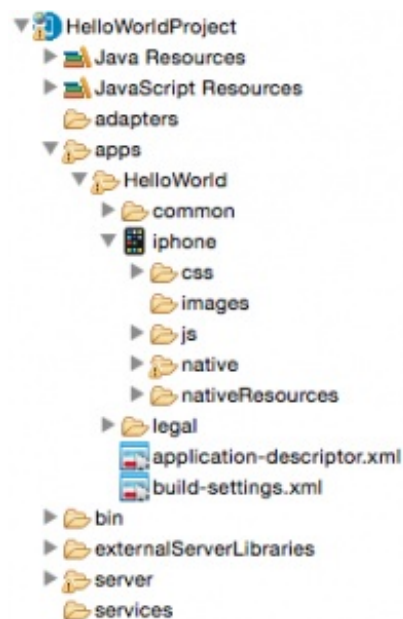 HelloWorldProject
Java Resources
JavaScript Resources
adapters
apps
HelloWorld
common
iphone
css
images
js
native
nativeResources
legal
application-descriptor.xml
build-settings.xml
bin
externalServerLibraries
server
services